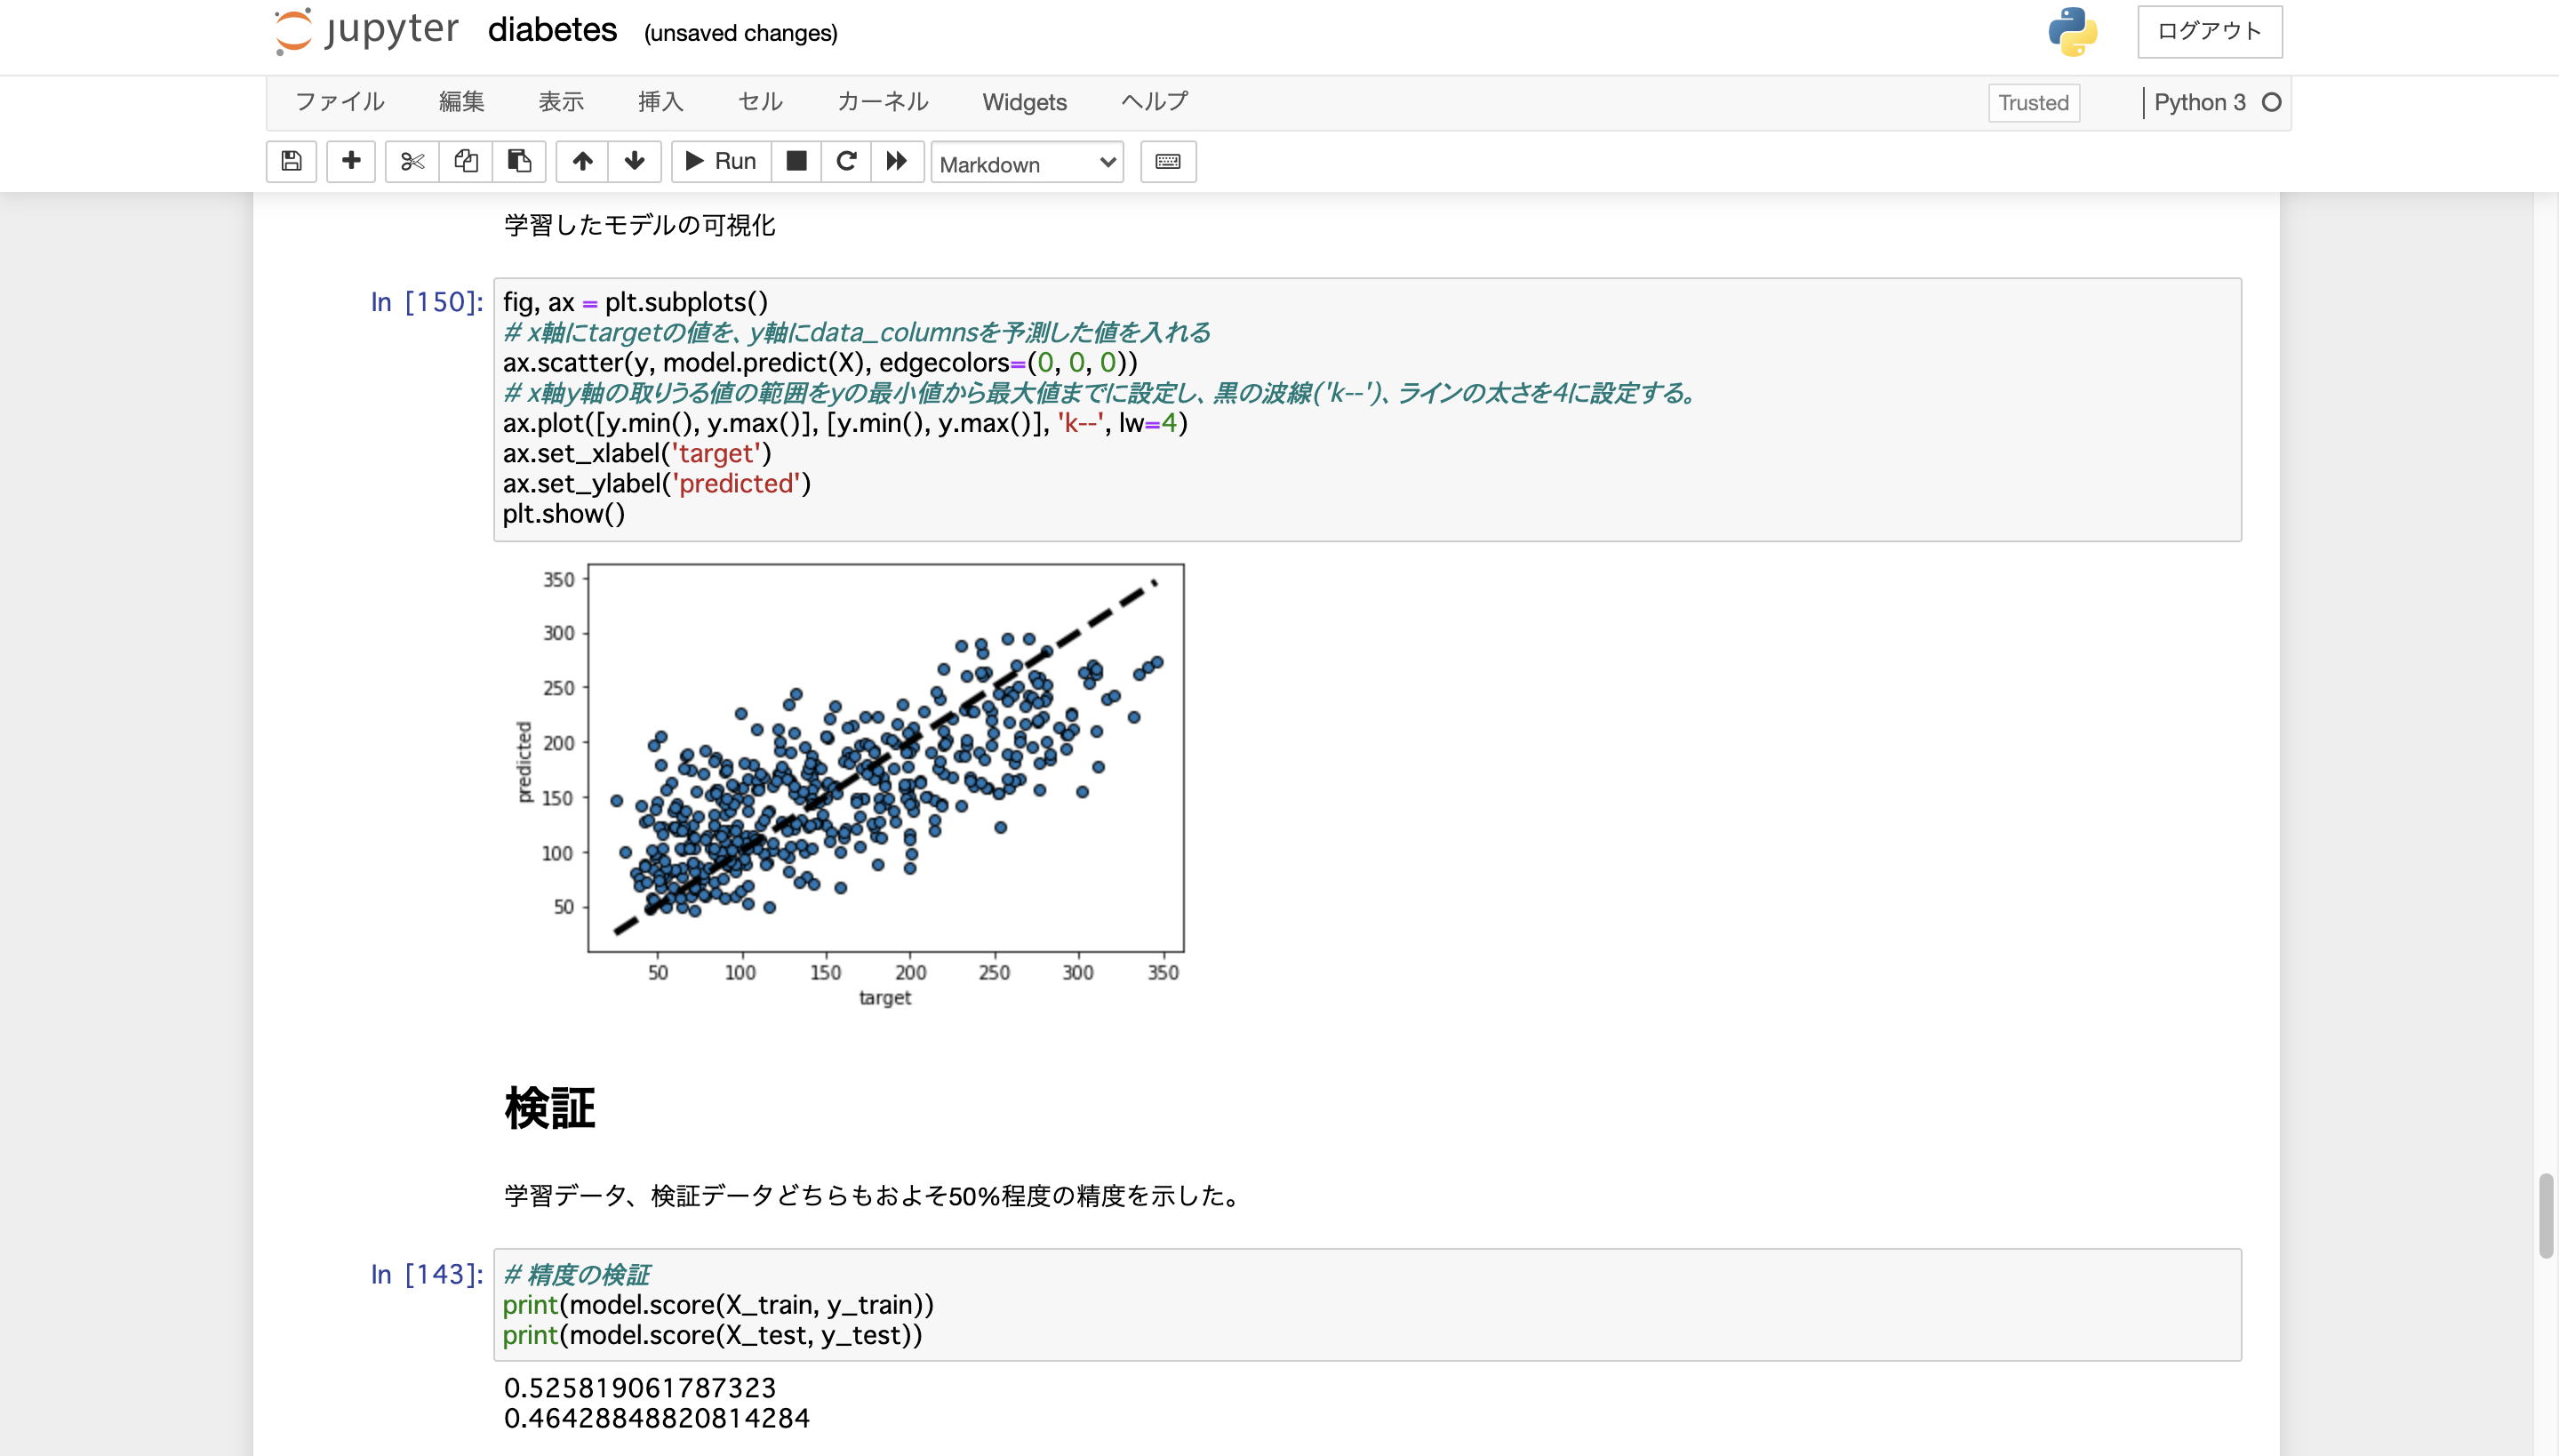 jupyter diabetes (unsaved changes) ログアウト
ファイル 編集 表示 挿入 セル カーネル Widgets ヘルプ Trusted Python 3
Run Markdown
学習したモデルの可視化
In [150]:
fig, ax = plt.subplots()
# x軸にtargetの値を、y軸にdata_columnsを予測した値を入れる
ax.scatter(y, model.predict(X), edgecolors=(0, 0, 0))
# x軸y軸の取りうる値の範囲をyの最小値から最大値までに設定し、黒の波線('k--')、ラインの太さを4に設定する。
ax.plot([y.min(), y.max()], [y.min(), y.max()], 'k--', lw=4)
ax.set_xlabel('target')
ax.set_ylabel('predicted')
plt.show()
350
300
250
200
150
100
50
predicted
50 100 150 200 250 300 350
target
検証
学習データ、検証データどちらもおよそ50%程度の精度を示した。
In [143]:
# 精度の検証
print(model.score(X_train, y_train))
print(model.score(X_test, y_test))
0.525819061787323
0.46428848820814284